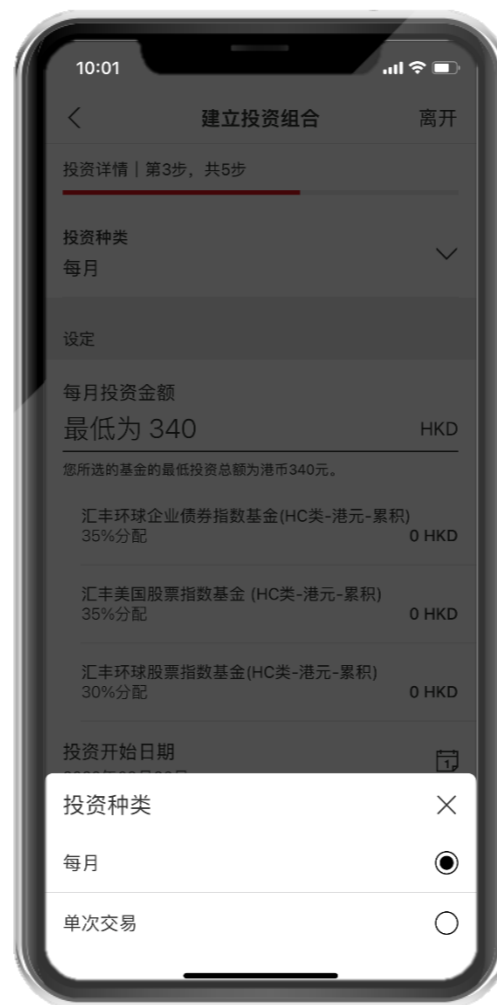 10:01
建立投资组合
离开
投资详情｜第3步，共5步
投资种类
每月
设定
每月投资金额
最低为 340
HKD
您所选的基金的最低投资总额为港币340元。
汇丰环球企业债券指数基金(HC类-港元-累积)
35%分配
0 HKD
汇丰美国股票指数基金 (HC类-港元-累积)
35%分配
0 HKD
汇丰环球股票指数基金(HC类-港元-累积)
30%分配
0 HKD
投资开始日期
1
投资种类
每月
单次交易